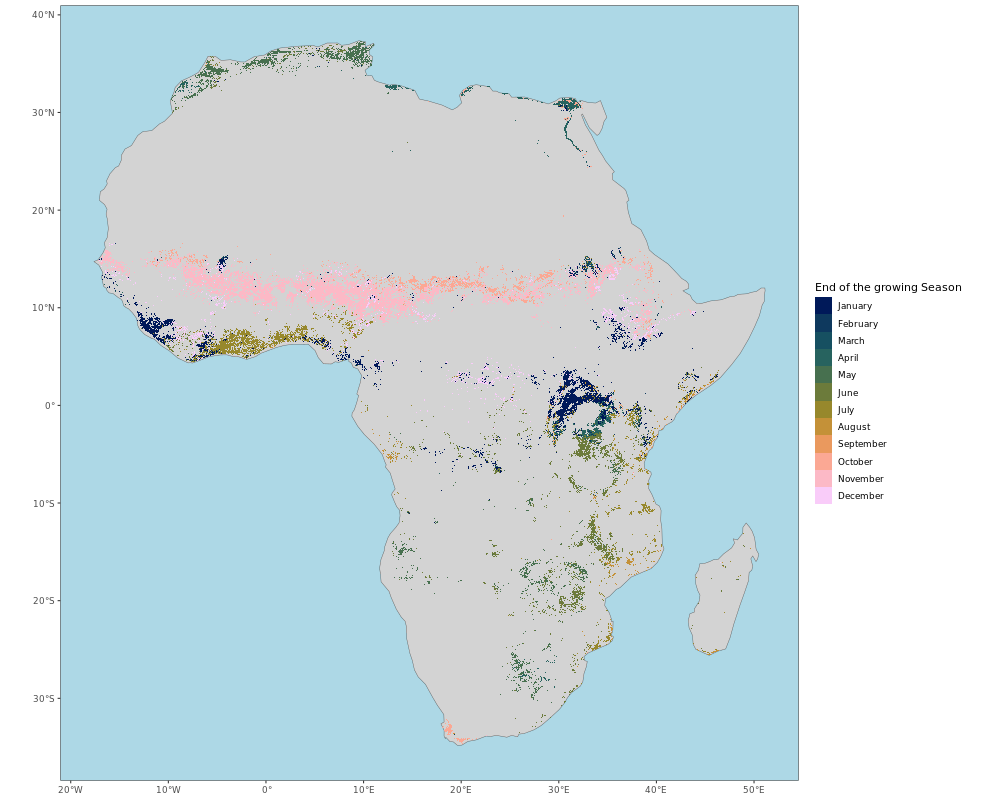 40°N
30°N
20°N
10°N
0°
10°S
20°S
30°S
20°W
10°W
0°
10°E
20°E
30°E
40°E
50°E
End of the growing Season
January
February
March
April
May
June
July
August
September
October
November
December